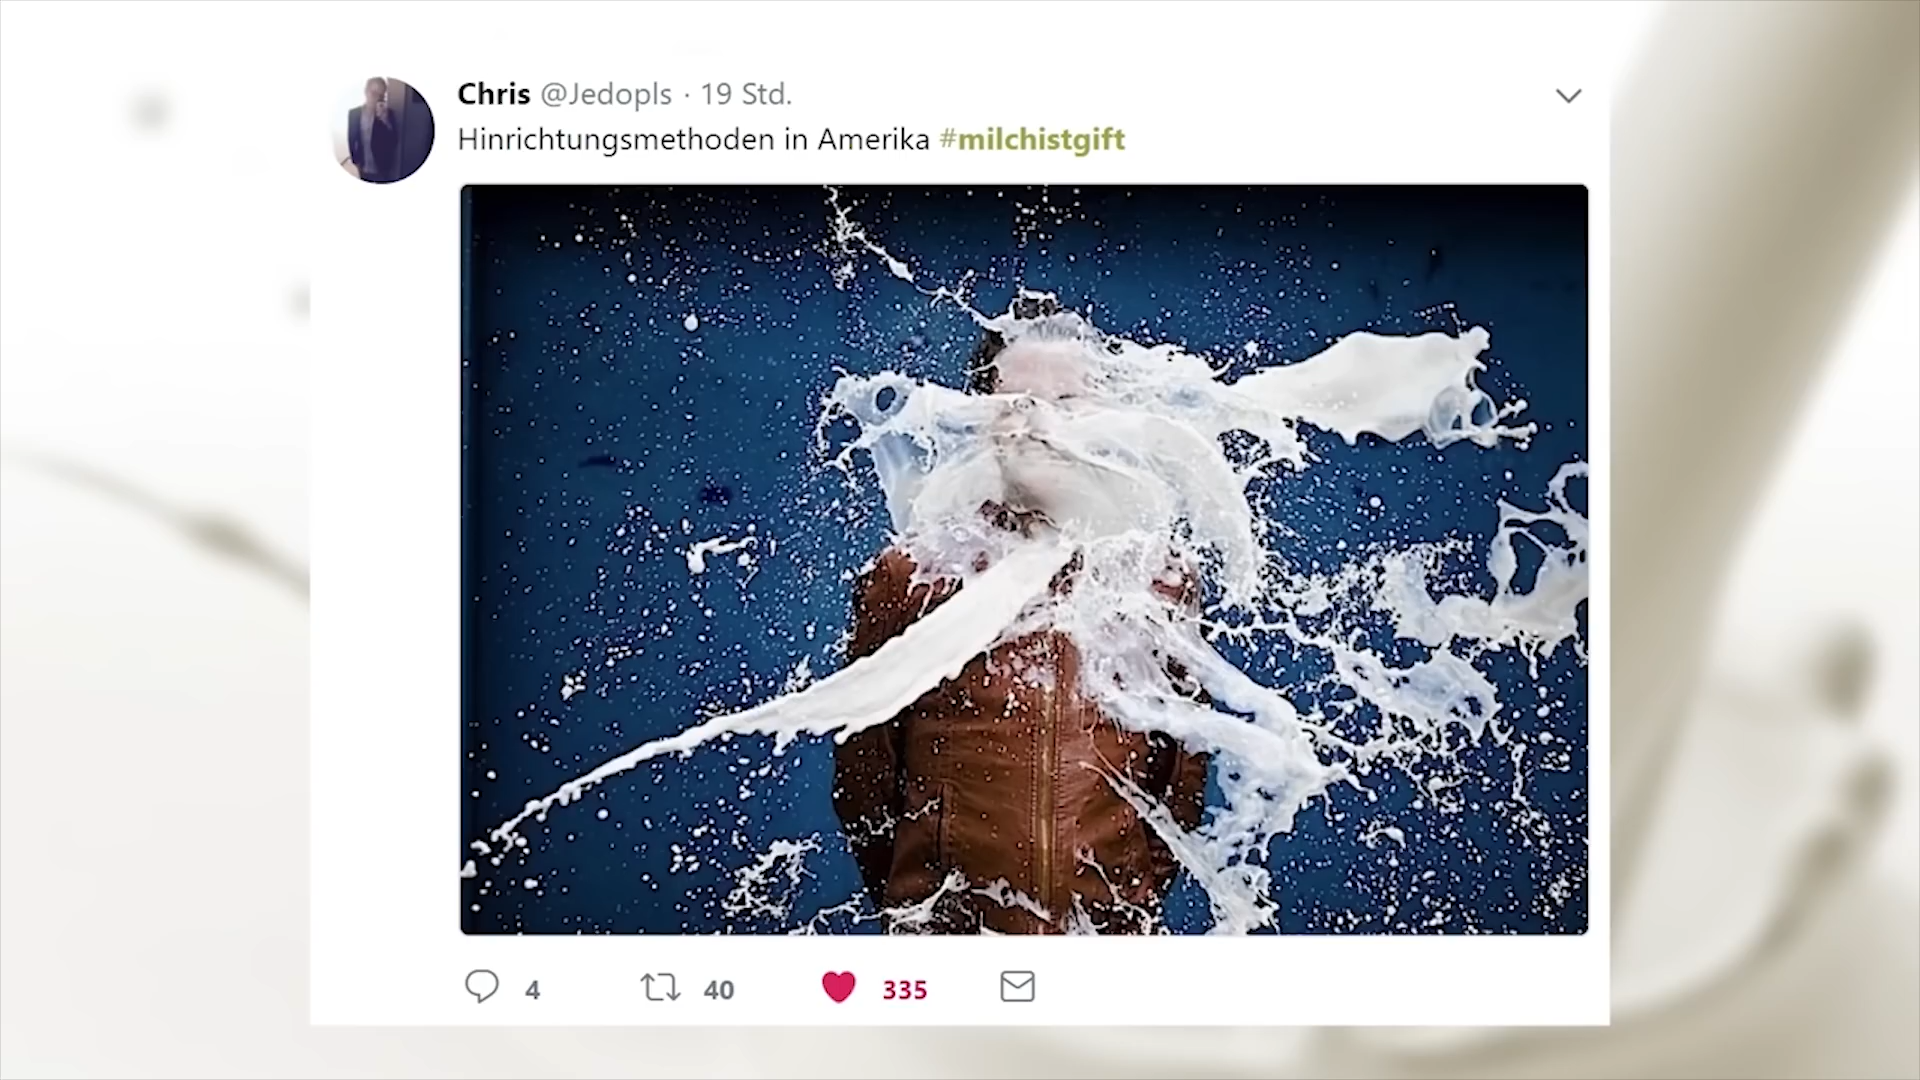 Chris @Jedopls · 19 Std.
Hinrichtungsmethoden in Amerika #milchistgift
4 40 335